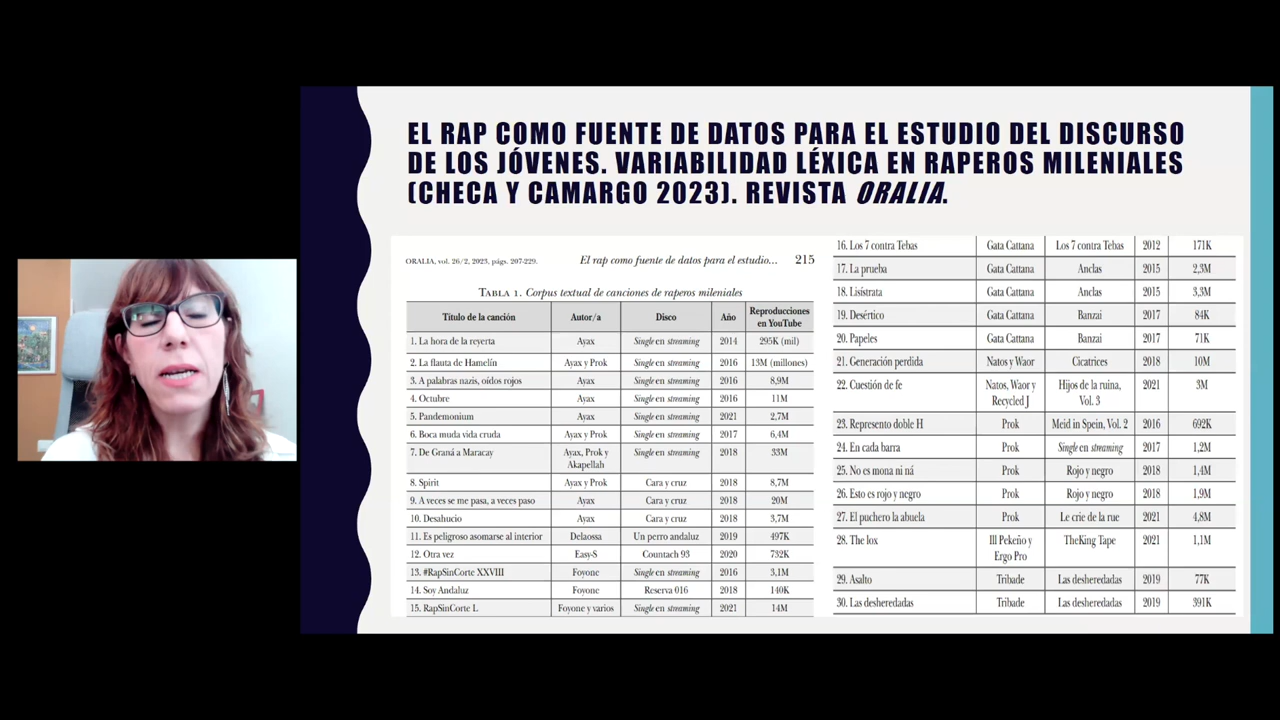 EL RAP COMO FUENTE DE DATOS PARA EL ESTUDIO DEL DISCURSO
DE LOS JÓVENES. VARIABILIDAD LÉXICA EN RAPEROS MILENIALES
(CHECA Y CAMARGO 2023). REVISTA ORALIA.
ORALIA, vol. 26/2, 2023, págs. 207-229. El rap como fuente de datos para el estudio... 215
TABLA 1. Corpus textual de canciones de raperos mileniales
Título de la canción Autor/a Disco Año Reproducciones en YouTube
1. La hora de la reyerta Ayax Single en streaming 2014 295K (mil)
2. La flauta de Hamelín Ayax y Prok Single en streaming 2016 13M (millones)
3. A palabras nazis, oídos rojos Ayax Single en streaming 2016 8,9M
4. Octubre Ayax Single en streaming 2016 11M
5. Pandemonium Ayax Single en streaming 2021 2,7M
6. Boca muda vida cruda Ayax y Prok Single en streaming 2017 6,4M
7. De Graná a Maracay Ayax, Prok y Akapellah Single en streaming 2018 33M
8. Spirit Ayax y Prok Cara y cruz 2018 8,7M
9. A veces se me pasa, a veces paso Ayax Cara y cruz 2018 20M
10. Desahucio Ayax Cara y cruz 2018 3,7M
11. Es peligroso asomarse al interior Delaossa Un perro andaluz 2019 497K
12. Otra vez Easy-S Countach 93 2020 732K
13. #RapSinCorte XXVIII Foyone Single en streaming 2016 3,1M
14. Soy Andaluz Foyone Reserva 016 2018 140K
15. RapSinCorte L Foyone y varios Single en streaming 2021 14M
16. Los 7 contra Tebas Gata Cattana Los 7 contra Tebas 2012 171K
17. La prueba Gata Cattana Anclas 2015 2,3M
18. Lisístrata Gata Cattana Anclas 2015 3,3M
19. Desértico Gata Cattana Banzai 2017 84K
20. Papeles Gata Cattana Banzai 2017 71K
21. Generación perdida Natos y Waor Cicatrices 2018 10M
22. Cuestión de fe Natos, Waor y Recycled J Hijos de la ruina, Vol. 3 2021 3M
23. Represento doble H Prok Meid in Spein, Vol. 2 2016 692K
24. En cada barra Prok Single en streaming 2017 1,2M
25. No es mona ni ná Prok Rojo y negro 2018 1,4M
26. Esto es rojo y negro Prok Rojo y negro 2018 1,9M
27. El puchero la abuela Prok Le crie de la rue 2021 4,8M
28. The lox Ill Pekeño y Ergo Pro TheKing Tape 2021 1,1M
29. Asalto Tribade Las desheredadas 2019 77K
30. Las desheredadas Tribade Las desheredadas 2019 391K